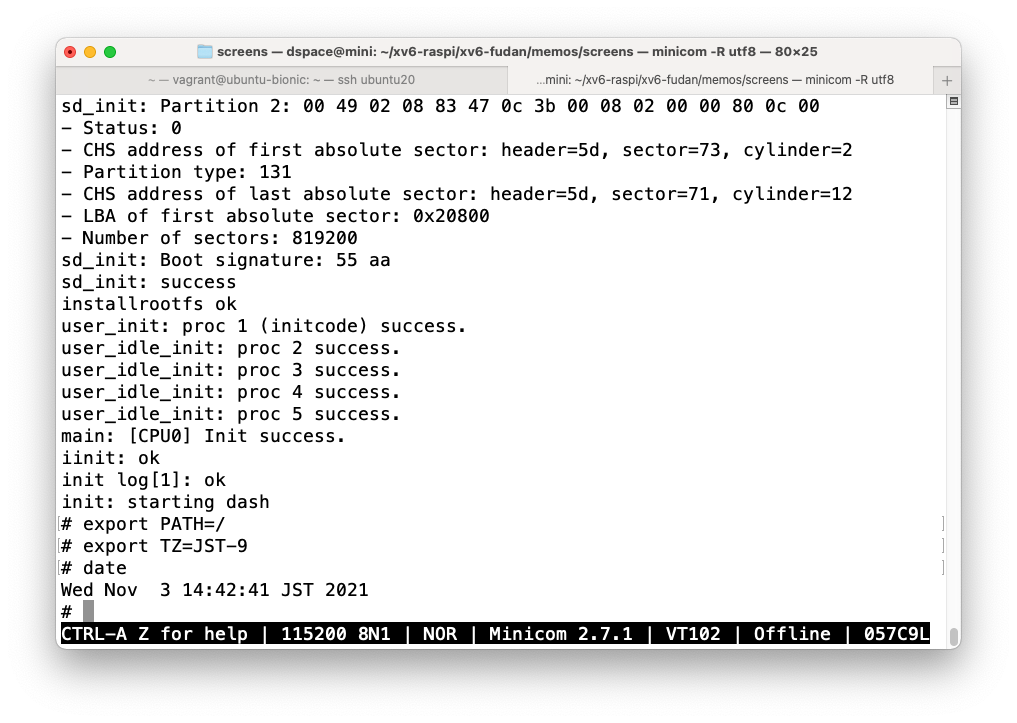 screens — dspace@mini: ~/xv6-raspi/xv6-fudan/memos/screens — minicom -R utf8 — 80×25
~ — vagrant@ubuntu-bionic: ~ — ssh ubuntu20
...mini: ~/xv6-raspi/xv6-fudan/memos/screens — minicom -R utf8
+
sd_init: Partition 2: 00 49 02 08 83 47 0c 3b 00 08 02 00 00 80 0c 00
- Status: 0
- CHS address of first absolute sector: header=5d, sector=73, cylinder=2
- Partition type: 131
- CHS address of last absolute sector: header=5d, sector=71, cylinder=12
- LBA of first absolute sector: 0x20800
- Number of sectors: 819200
sd_init: Boot signature: 55 aa
sd_init: success
installrootfs ok
user_init: proc 1 (initcode) success.
user_idle_init: proc 2 success.
user_idle_init: proc 3 success.
user_idle_init: proc 4 success.
user_idle_init: proc 5 success.
main: [CPU0] Init success.
iinit: ok
init log[1]: ok
init: starting dash
[# export PATH=/ ]
[# export TZ=JST-9 ]
[# date ]
Wed Nov  3 14:42:41 JST 2021
#
CTRL-A Z for help | 115200 8N1 | NOR | Minicom 2.7.1 | VT102 | Offline | 057C9L